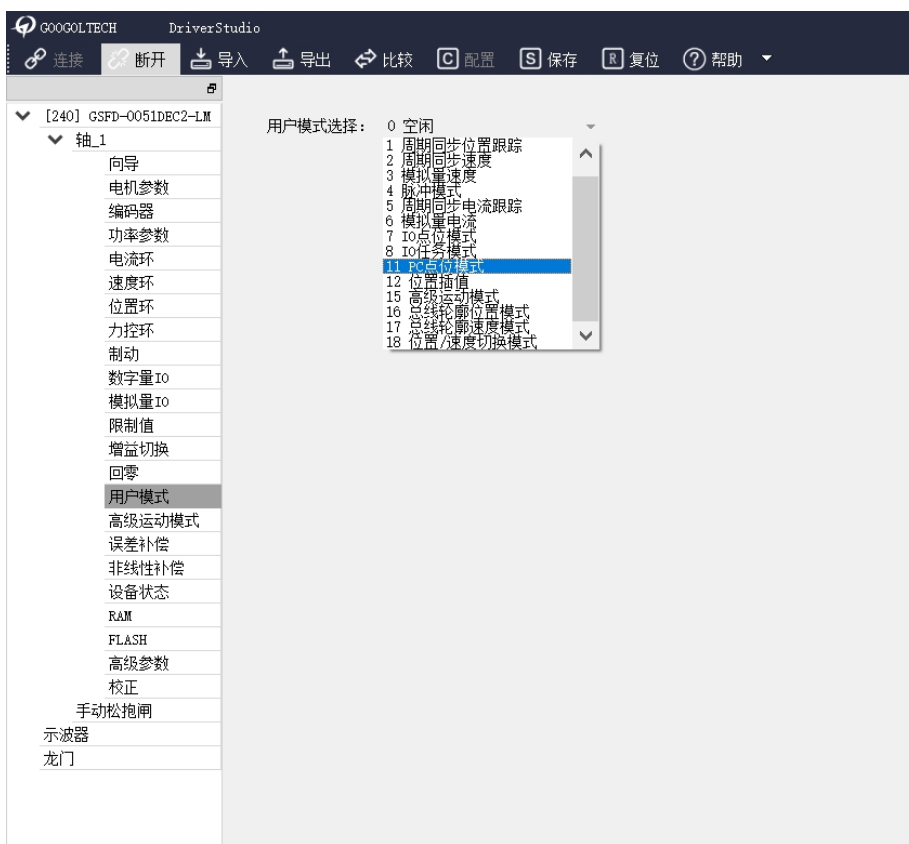 GOOGOLTECH DriverStudio
连接 断开 导入 导出 比较 C 配置 S 保存 R 复位 ? 帮助
[240] GSFD-0051DEC2-LM
轴_1
向导
电机参数
编码器
功率参数
电流环
速度环
位置环
力控环
制动
数字量IO
模拟量IO
限制值
增益切换
回零
用户模式
高级运动模式
误差补偿
非线性补偿
设备状态
RAM
FLASH
高级参数
校正
手动松抱闸
示波器
龙门
用户模式选择： 0 空闲
1 周期同步位置跟踪
2 周期同步速度
3 模拟量速度
4 脉冲模式
5 周期同步电流跟踪
6 模拟量电流
7 IO点位模式
8 IO任务模式
11 PC点位模式
12 位置插值
15 高级运动模式
16 总线轮廓位置模式
17 总线轮廓速度模式
18 位置/速度切换模式